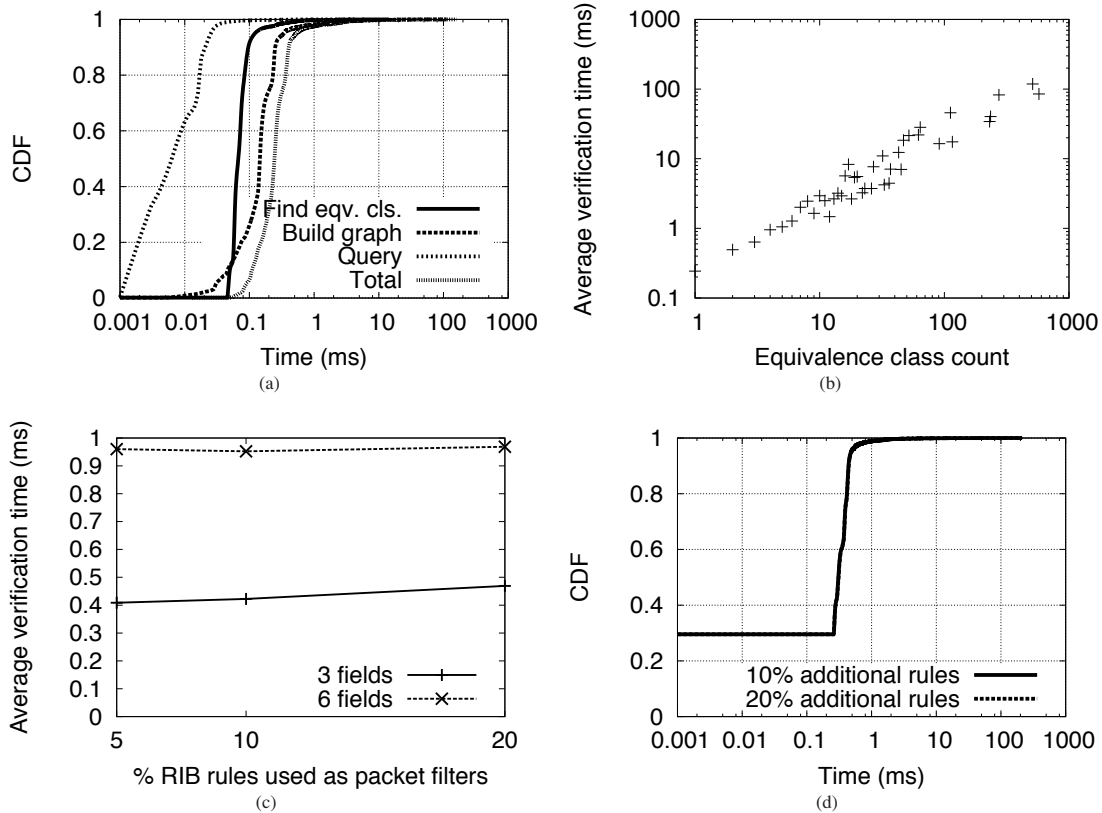 1
0.8
0.6
0.4
0.2
0
CDF
Find eqv. cls.
Build graph
Query
Total
0.001 0.01 0.1 1 10 100 1000
Time (ms)
(a)
1000
100
10
1
0.1
Average verification time (ms)
1 10 100 1000
Equivalence class count
(b)
1
0.9
0.8
0.7
0.6
0.5
0.4
0.3
0.2
0.1
0
Average verification time (ms)
3 fields
6 fields
5 10 20
% RIB rules used as packet filters
(c)
1
0.8
0.6
0.4
0.2
0
CDF
10% additional rules
20% additional rules
0.001 0.01 0.1 1 10 100 1000
Time (ms)
(d)